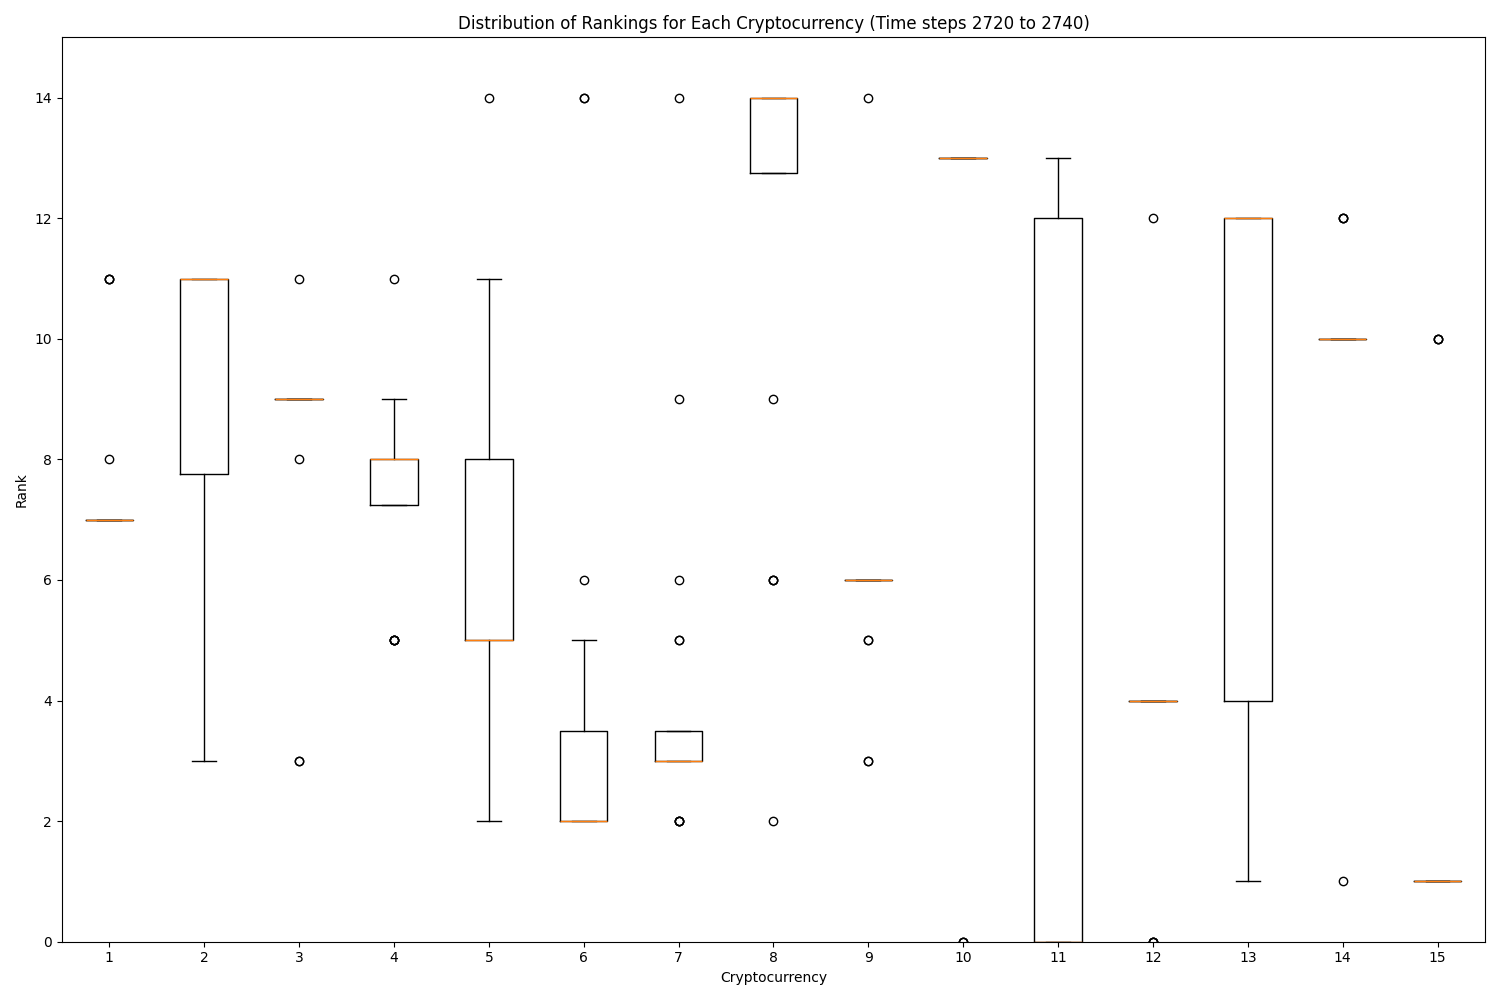 Distribution of Rankings for Each Cryptocurrency (Time steps 2720 to 2740)
14
12
10
8
6
4
2
0
Rank
1 2 3 4 5 6 7 8 9 10 11 12 13 14 15
Cryptocurrency